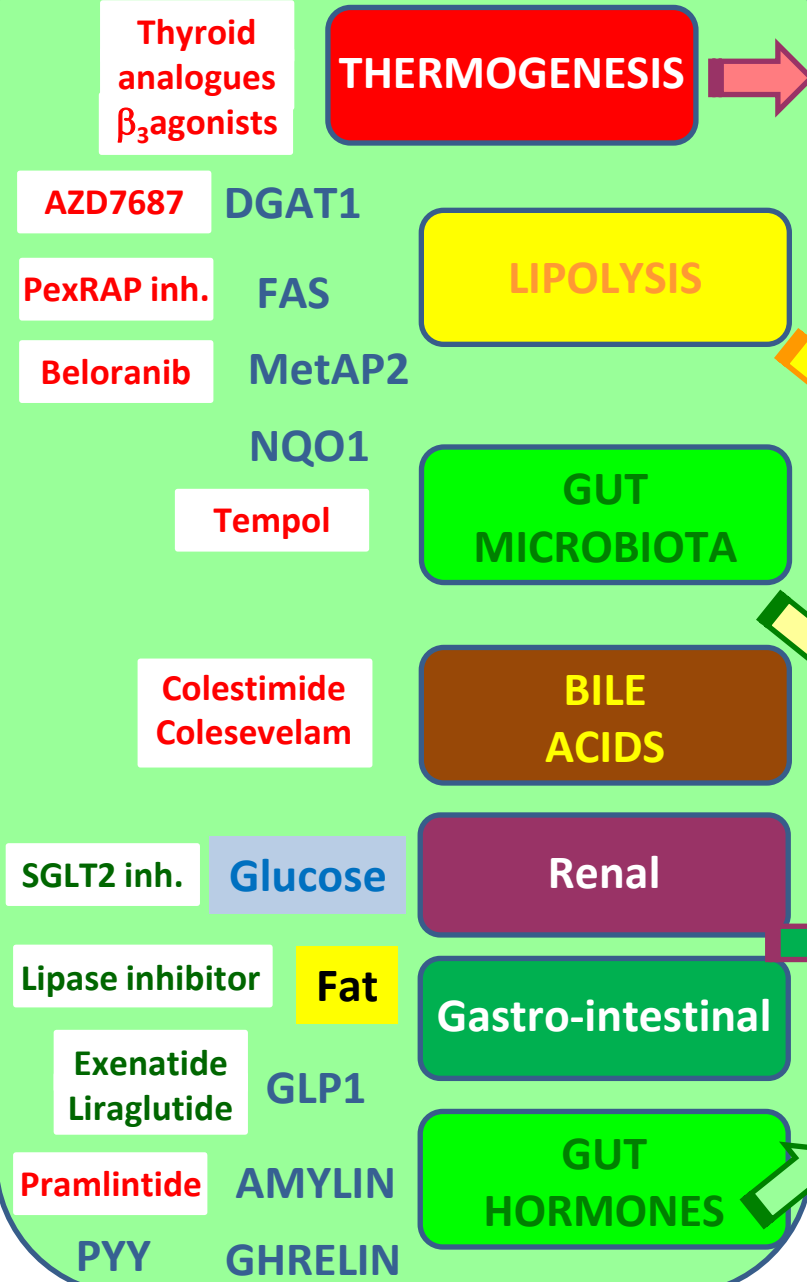 Thyroid
analogues
β₃agonists
THERMOGENESIS
AZD7687 DGAT1
LIPOLYSIS
PexRAP inh. FAS
Beloranib MetAP2
NQO1
Tempol
GUT
MICROBIOTA
Colestimide
Colesevelam
BILE
ACIDS
SGLT2 inh. Glucose Renal
Lipase inhibitor Fat
Gastro-intestinal
Exenatide
Liraglutide
GLP1
Pramlintide AMYLIN
GUT
HORMONES
PYY GHRELIN